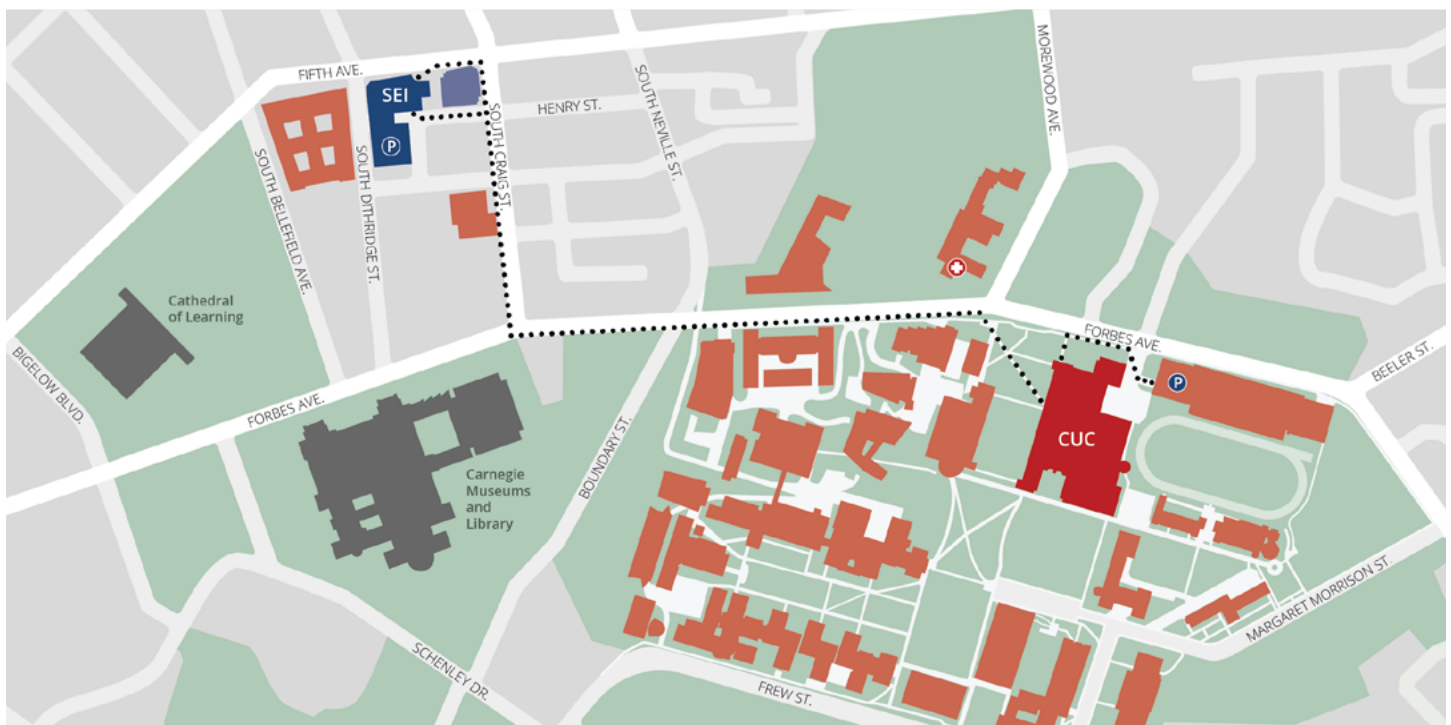 FIFTH AVE.
SEI
P
HENRY ST.
SOUTH CRAIG ST.
SOUTH NEVILLE ST.
MOREWOOD AVE.
SOUTH BELLEFIELD AVE.
SOUTH DITHRIDGE ST.
Cathedral
of Learning
BIGELOW BLVD.
FORBES AVE.
FORBES AVE.
BEELER ST.
P
CUC
Carnegie
Museums
and
Library
BOUNDARY ST.
MARGARET MORRISON ST.
SCHENLEY DR.
FREW ST.